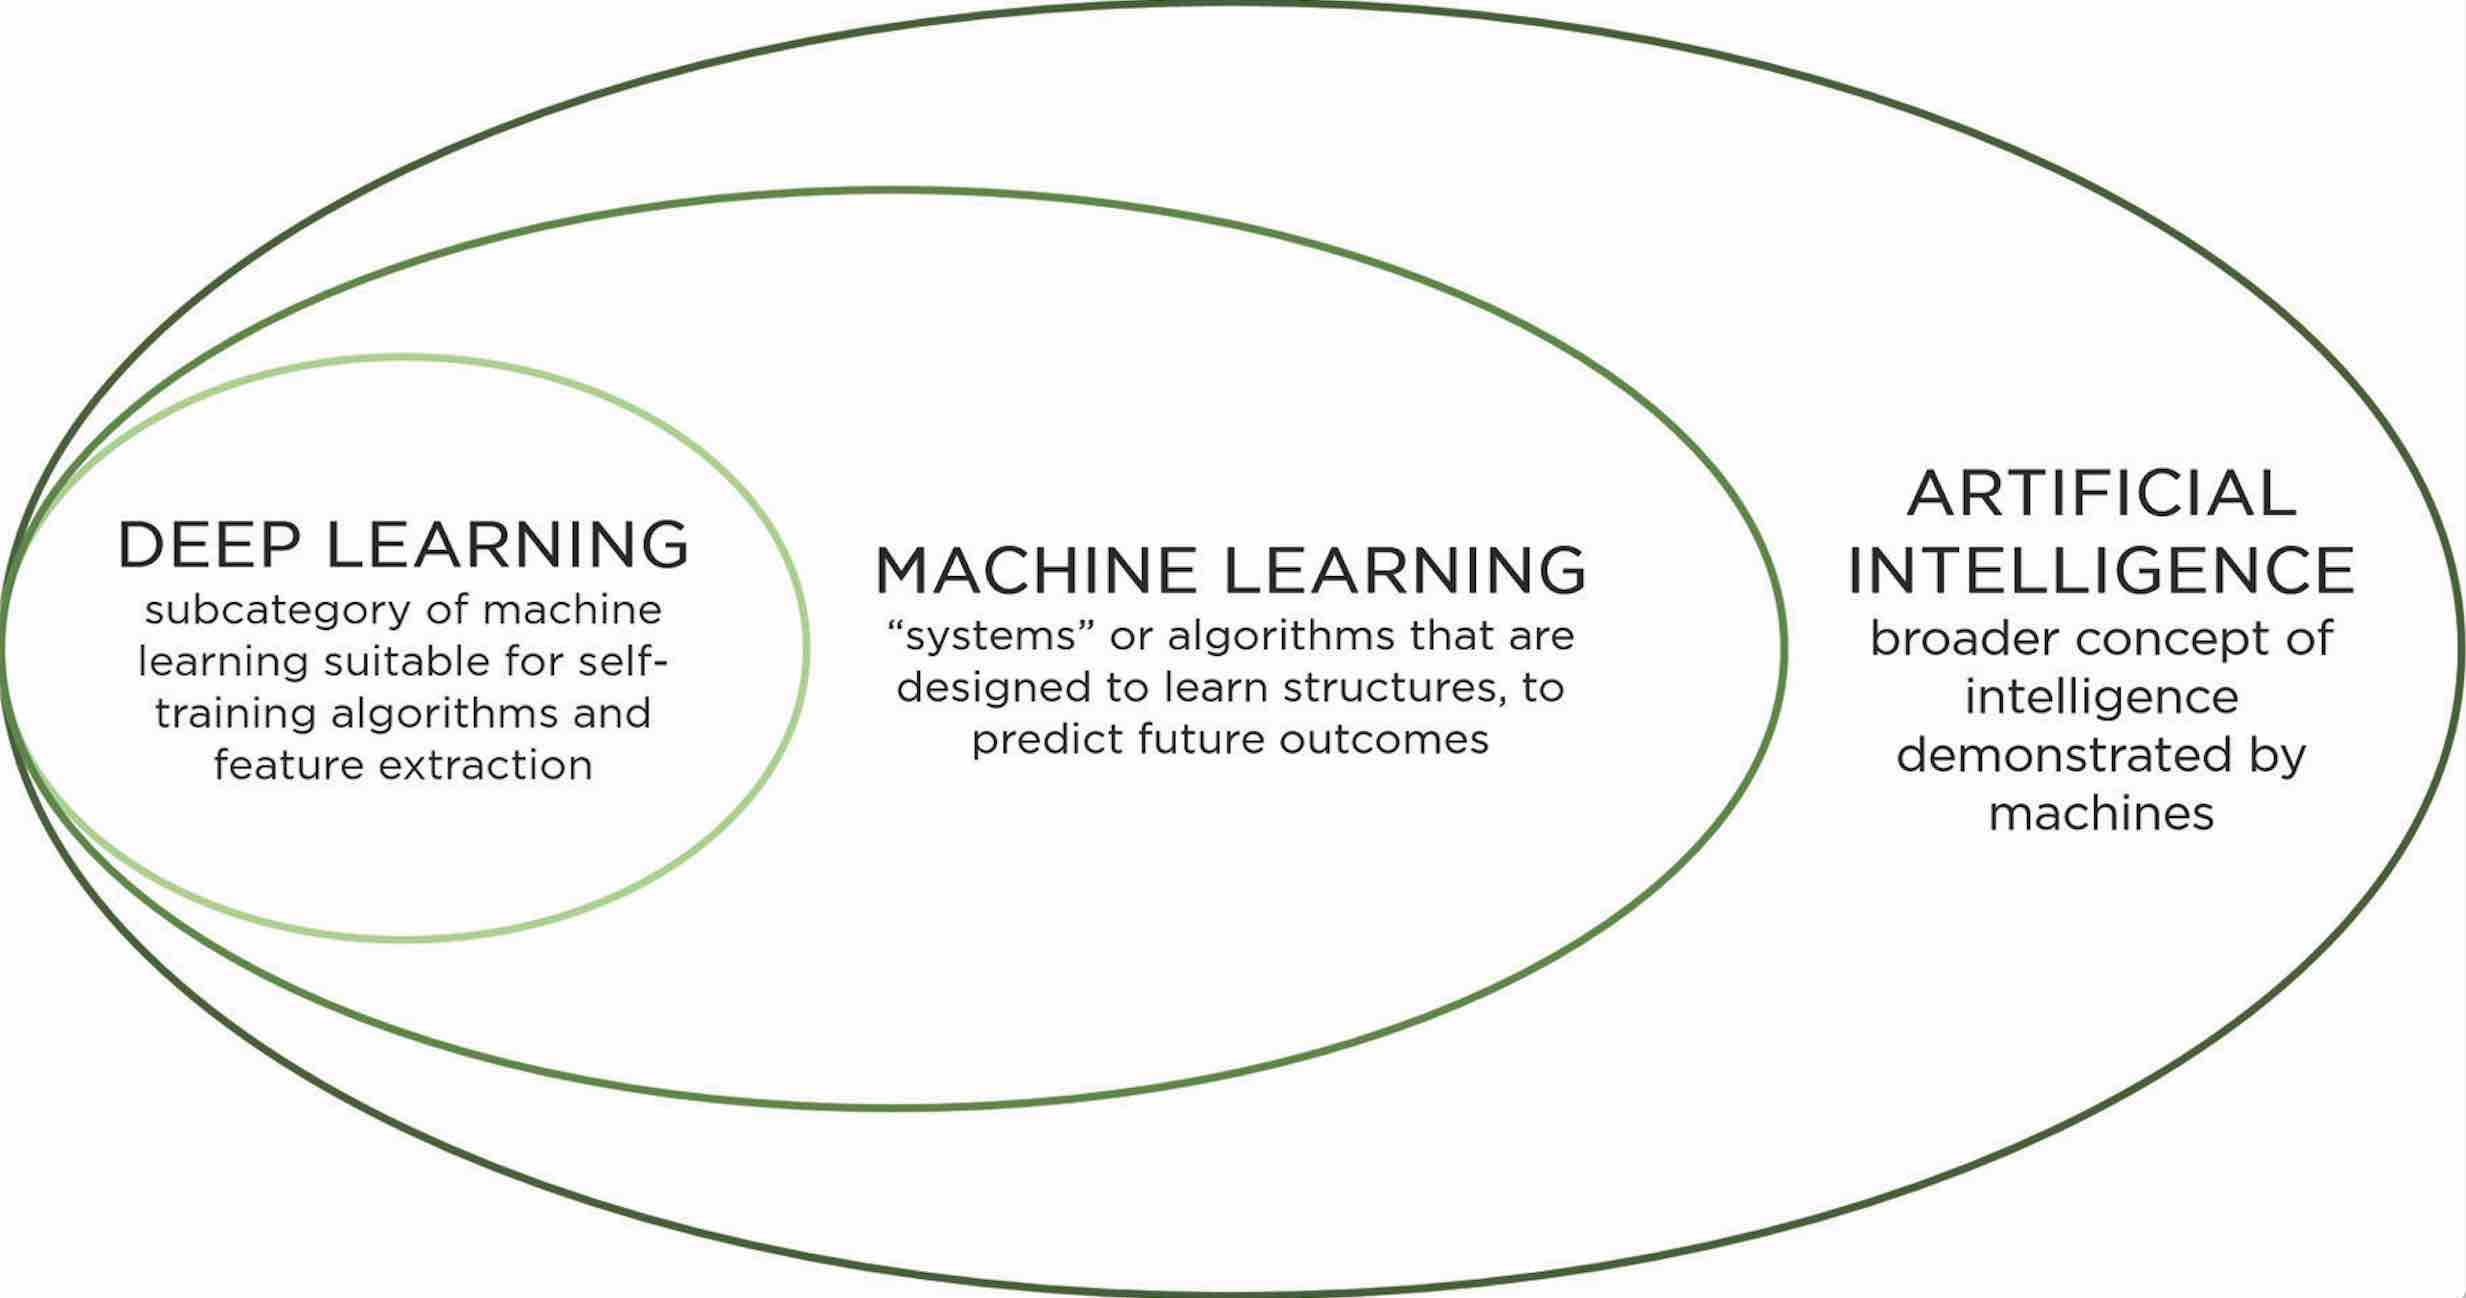 DEEP LEARNING
subcategory of machine
learning suitable for self-
training algorithms and
feature extraction
MACHINE LEARNING
“systems” or algorithms that are
designed to learn structures, to
predict future outcomes
ARTIFICIAL
INTELLIGENCE
broader concept of
intelligence
demonstrated by
machines